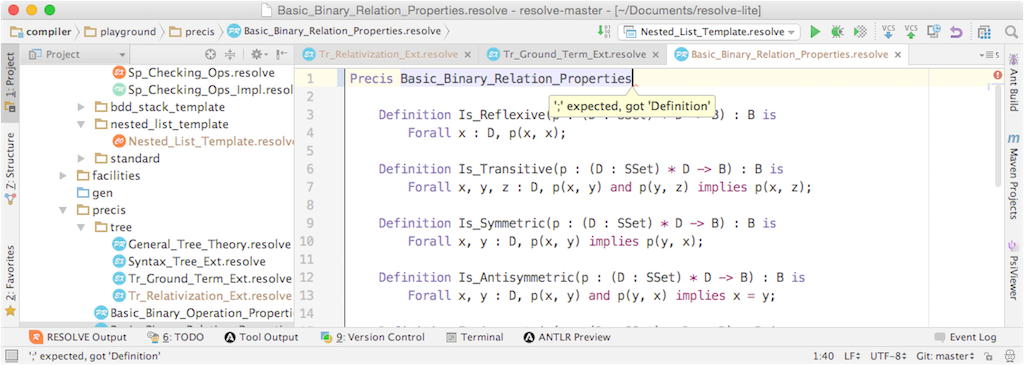 Basic_Binary_Relation_Properties.resolve - resolve-master - [~/Documents/resolve-lite]
compiler playground precis Basic_Binary_Relation_Properties.resolve Nested_List_Template.resolve VCS VCS
Project Tr_Relativization_Ext.resolve Tr_Ground_Term_Ext.resolve Basic_Binary_Relation_Properties.resolve 5
1: Project
Z: Structure
2: Favorites
Sp_Checking_Ops.resolve
Sp_Checking_Ops_Impl.resol
bdd_stack_template
nested_list_template
Nested_List_Template.resolv
standard
facilities
gen
precis
tree
General_Tree_Theory.resolve
Syntax_Tree_Ext.resolve
Tr_Ground_Term_Ext.resolve
Tr_Relativization_Ext.resolve
Basic_Binary_Operation_Properti
1 Precis Basic_Binary_Relation_Properties
';' expected, got 'Definition'
2
3 Definition Is_Reflexive(p : (D : SSet) * D -> B) : B is
4 Forall x : D, p(x, x);
5
6 Definition Is_Transitive(p : (D : SSet) * D -> B) : B is
7 Forall x, y, z : D, p(x, y) and p(y, z) implies p(x, z);
8
9 Definition Is_Symmetric(p : (D : SSet) * D -> B) : B is
10 Forall x, y : D, p(x, y) implies p(y, x);
11
12 Definition Is_Antisymmetric(p : (D : SSet) * D -> B) : B is
13 Forall x, y : D, p(x, y) and p(y, x) implies x = y;
14
Ant Build
m Maven Projects
PsiViewer
RESOLVE Output 6: TODO Tool Output 9: Version Control Terminal ANTLR Preview Event Log
';' expected, got 'Definition' 1:40 LF UTF-8 Git: master